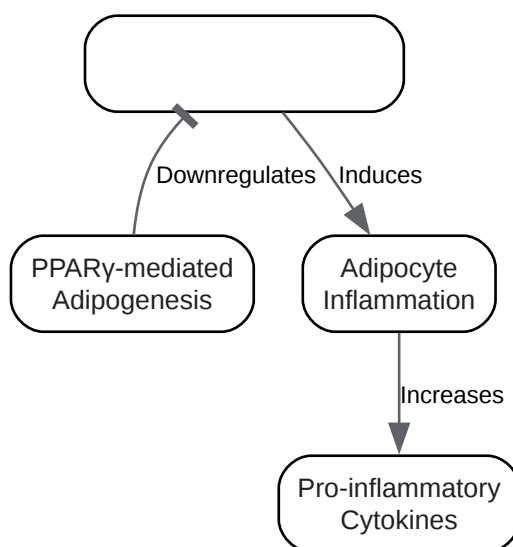 Downregulates
Induces
PPARγ-mediated
Adipogenesis
Adipocyte
Inflammation
Increases
Pro-inflammatory
Cytokines